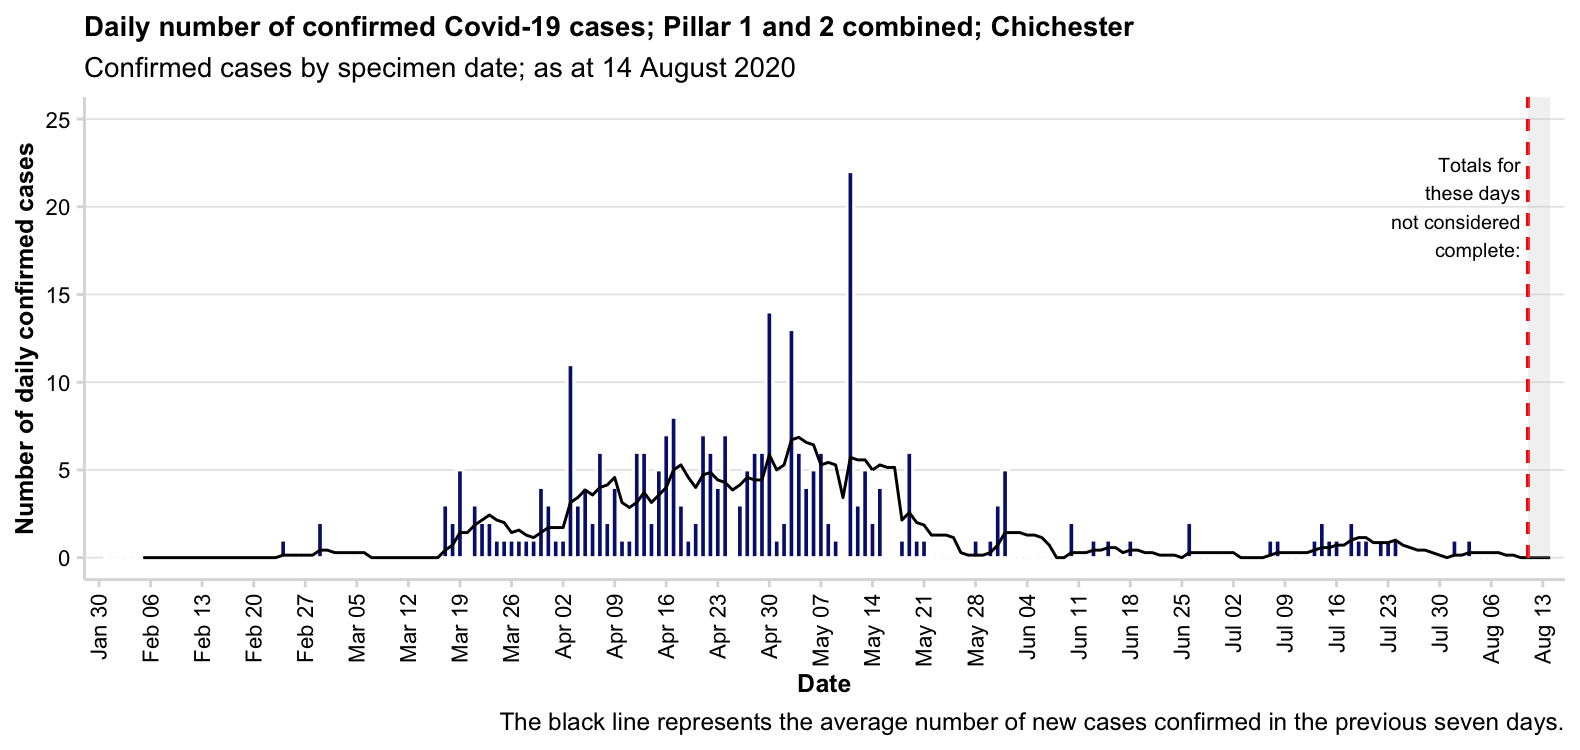 Daily number of confirmed Covid-19 cases; Pillar 1 and 2 combined; Chichester
Confirmed cases by specimen date; as at 14 August 2020
Number of daily confirmed cases
25
20
15
10
5
0
Totals for
these days
not considered
complete:
Jan 30
Feb 06
Feb 13
Feb 20
Feb 27
Mar 05
Mar 12
Mar 19
Mar 26
Apr 02
Apr 09
Apr 16
Apr 23
Apr 30
May 07
May 14
May 21
May 28
Jun 04
Jun 11
Jun 18
Jun 25
Jul 02
Jul 09
Jul 16
Jul 23
Jul 30
Aug 06
Aug 13
Date
The black line represents the average number of new cases confirmed in the previous seven days.